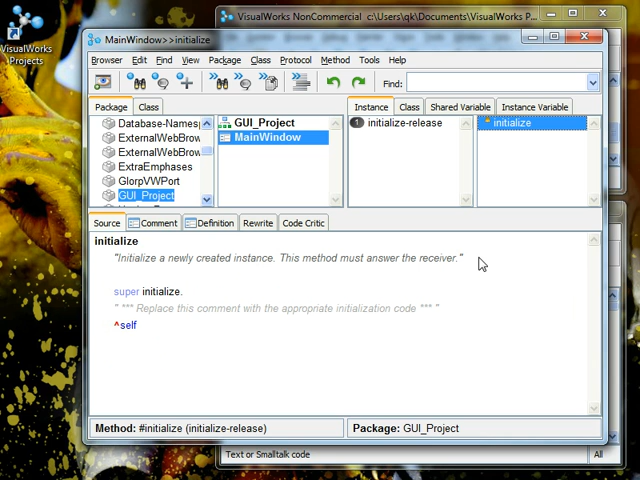 VisualWorks NonCommercial c:\Users\qk\Documents\VisualWorks P...
VisualWorks
Projects
MainWindow>>initialize
Browser Edit Find View Package Class Protocol Method Tools Help
Find:
Package Class
Instance Class Shared Variable Instance Variable
Database-Namesp
ExternalWebBrow
ExternalWebBrow
ExtraEmphases
GlorpVWPort
GUI_Project
GUI_Project
MainWindow
1 initialize-release
initialize
Source Comment Definition Rewrite Code Critic
initialize
"Initialize a newly created instance. This method must answer the receiver."
super initialize.
" *** Replace this comment with the appropriate initialization code *** "
^self
Method: #initialize (initialize-release)
Package: GUI_Project
Text or Smalltalk code
All